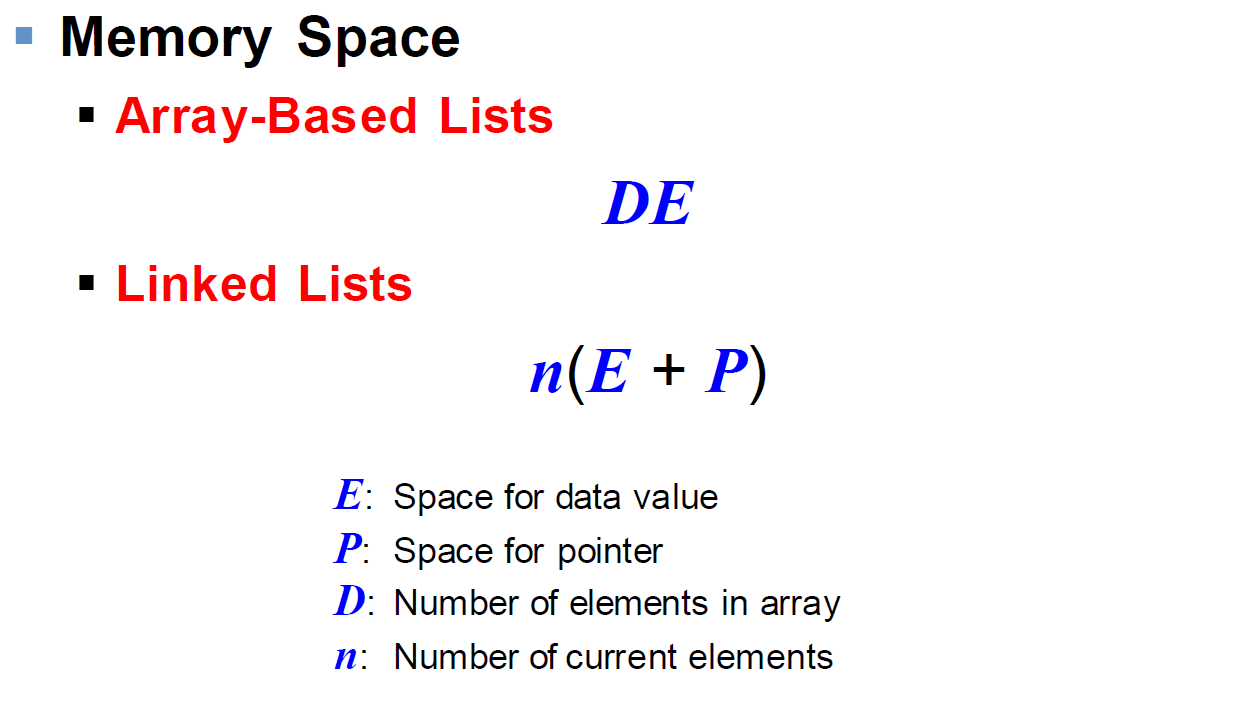 ▪ Memory Space
▪ Array-Based Lists
DE
▪ Linked Lists
n(E + P)
E: Space for data value
P: Space for pointer
D: Number of elements in array
n: Number of current elements